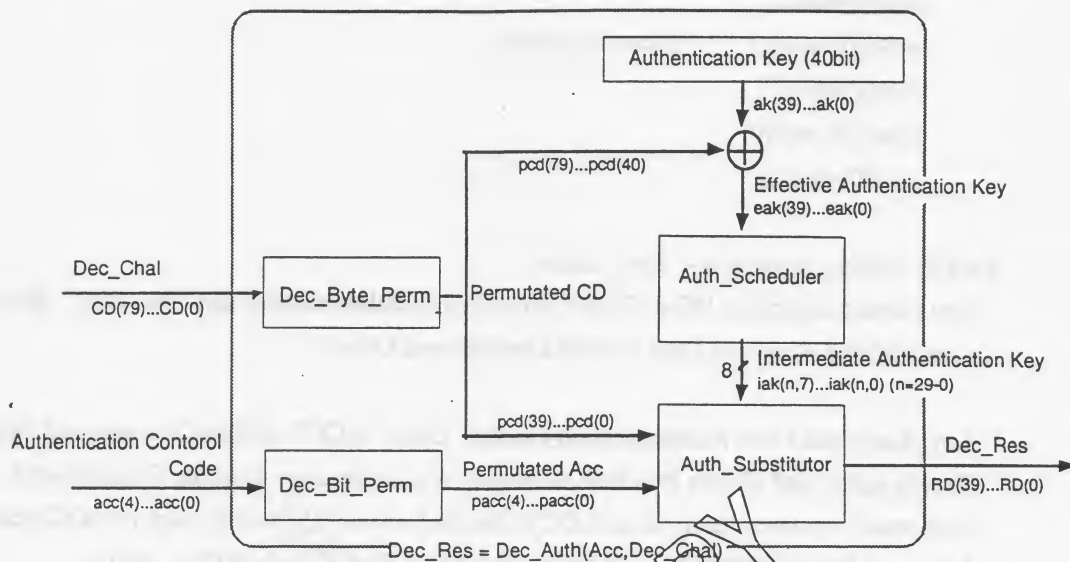 Authentication Key (40bit)
ak(39)...ak(0)
pcd(79)...pcd(40)
Effective Authentication Key
eak(39)...eak(0)
Dec_Chal
CD(79)...CD(0)
Dec_Byte_Perm
Permutated CD
Auth_Scheduler
8
Intermediate Authentication Key
iak(n,7)...iak(n,0) (n=29-0)
pcd(39)...pcd(0)
Authentication Contorol
Code
acc(4)...acc(0)
Dec_Bit_Perm
Permutated Acc
pacc(4)...pacc(0)
Auth_Substitutor
Dec_Res
RD(39)...RD(0)
Dec_Res = Dec_Auth(Acc,Dec_Chal)